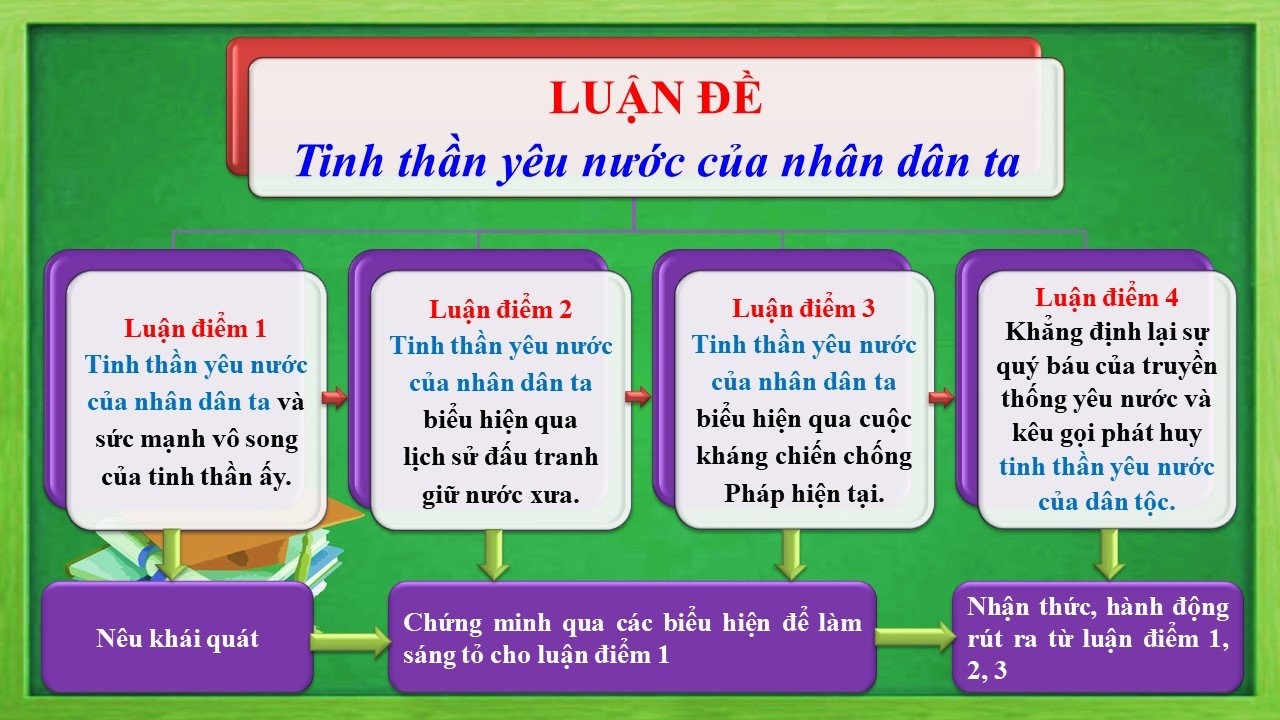 LUẬN ĐỀ
Tinh thần yêu nước của nhân dân ta
Luận điểm 1
Tinh thần yêu nước
của nhân dân ta và
sức mạnh vô song
của tinh thần ấy.
Luận điểm 2
Tinh thần yêu nước
của nhân dân ta
biểu hiện qua
lịch sử đấu tranh
giữ nước xưa.
Luận điểm 3
Tinh thần yêu nước
của nhân dân ta
biểu hiện qua cuộc
kháng chiến chống
Pháp hiện tại.
Luận điểm 4
Khẳng định lại sự
quý báu của truyền
thống yêu nước và
kêu gọi phát huy
tinh thần yêu nước
của dân tộc.
Nêu khái quát
Chứng minh qua các biểu hiện để làm
sáng tỏ cho luận điểm 1
Nhận thức, hành động
rút ra từ luận điểm 1,
2, 3